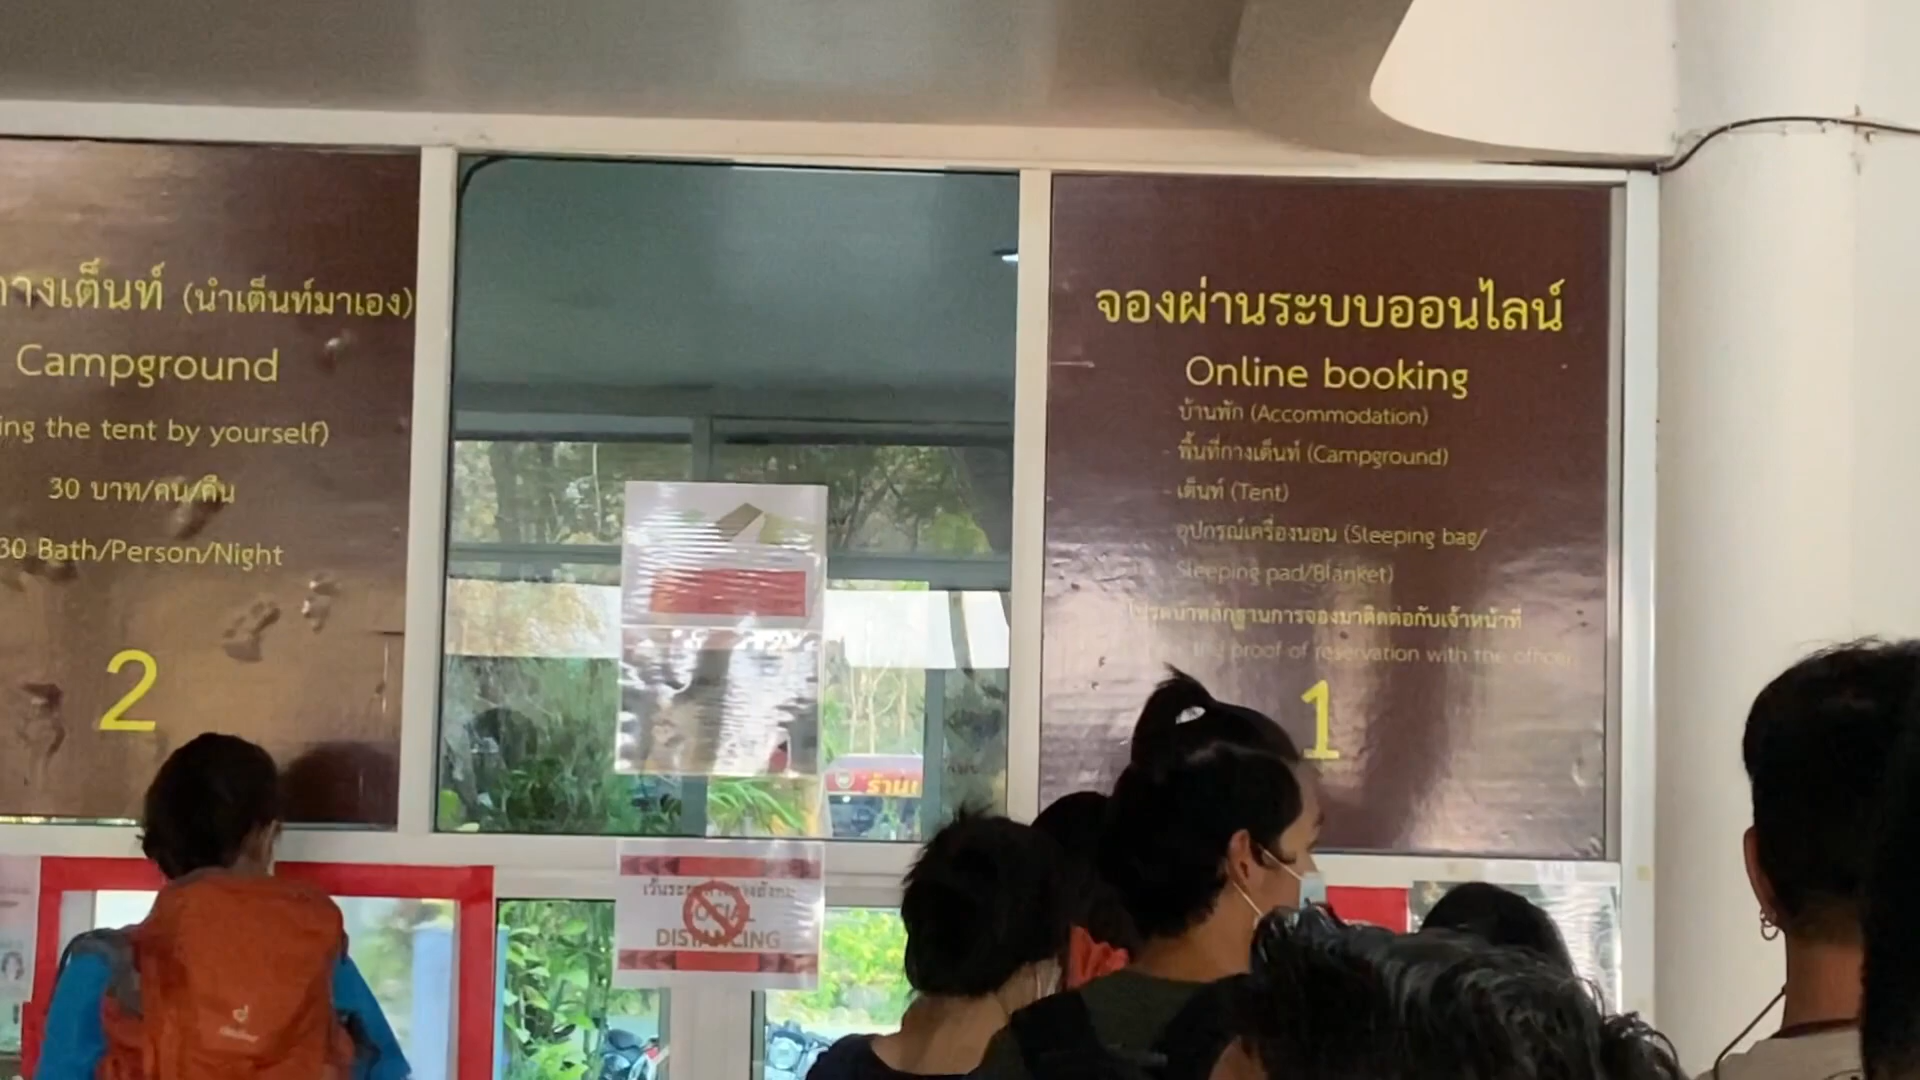 กางเต็นท์ (นำเต็นท์มาเอง)
Campground
ing the tent by yourself)
30 บาท/คน/คืน
30 Bath/Person/Night
2
จองผ่านระบบออนไลน์
Online booking
บ้านพัก (Accommodation)
- พื้นที่กางเต็นท์ (Campground)
- เต็นท์ (Tent)
อุปกรณ์เครื่องนอน (Sleeping bag/
Sleeping pad/Blanket)
โปรดนำหลักฐานการจองมาติดต่อกับเจ้าหน้าที่
proof of reservation with the officer
1
ร้าน
SOCIAL
DISTANCING
deuter